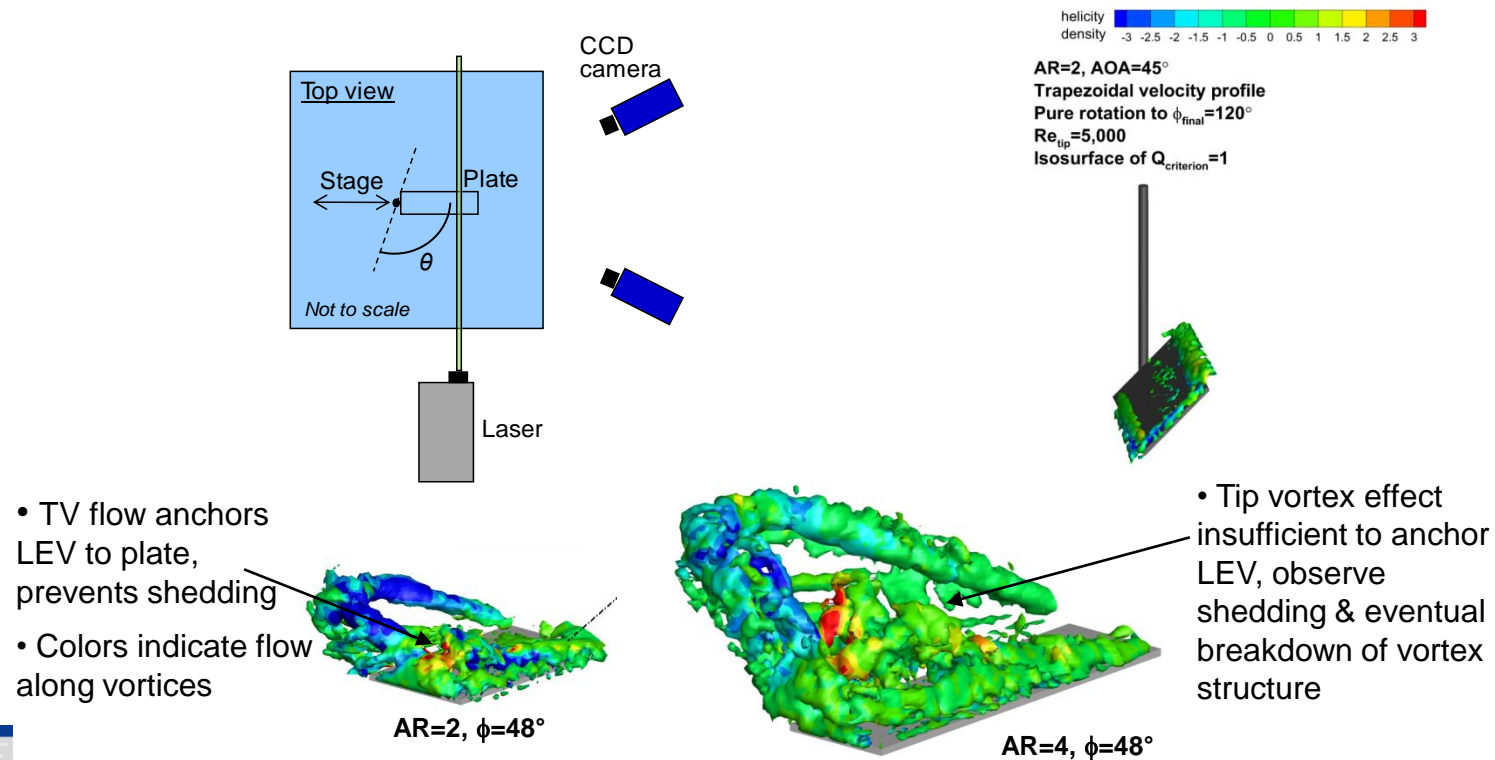 CCD
camera
Top view
Stage
Plate
θ
Not to scale
Laser
helicity
density -3 -2.5 -2 -1.5 -1 -0.5 0 0.5 1 1.5 2 2.5 3
AR=2, AOA=45°
Trapezoidal velocity profile
Pure rotation to ϕfinal=120°
Retip=5,000
Isosurface of Qcriterion=1
• TV flow anchors
LEV to plate,
prevents shedding
• Colors indicate flow
along vortices
AR=2, ϕ=48°
AR=4, ϕ=48°
• Tip vortex effect
insufficient to anchor
LEV, observe
shedding & eventual
breakdown of vortex
structure